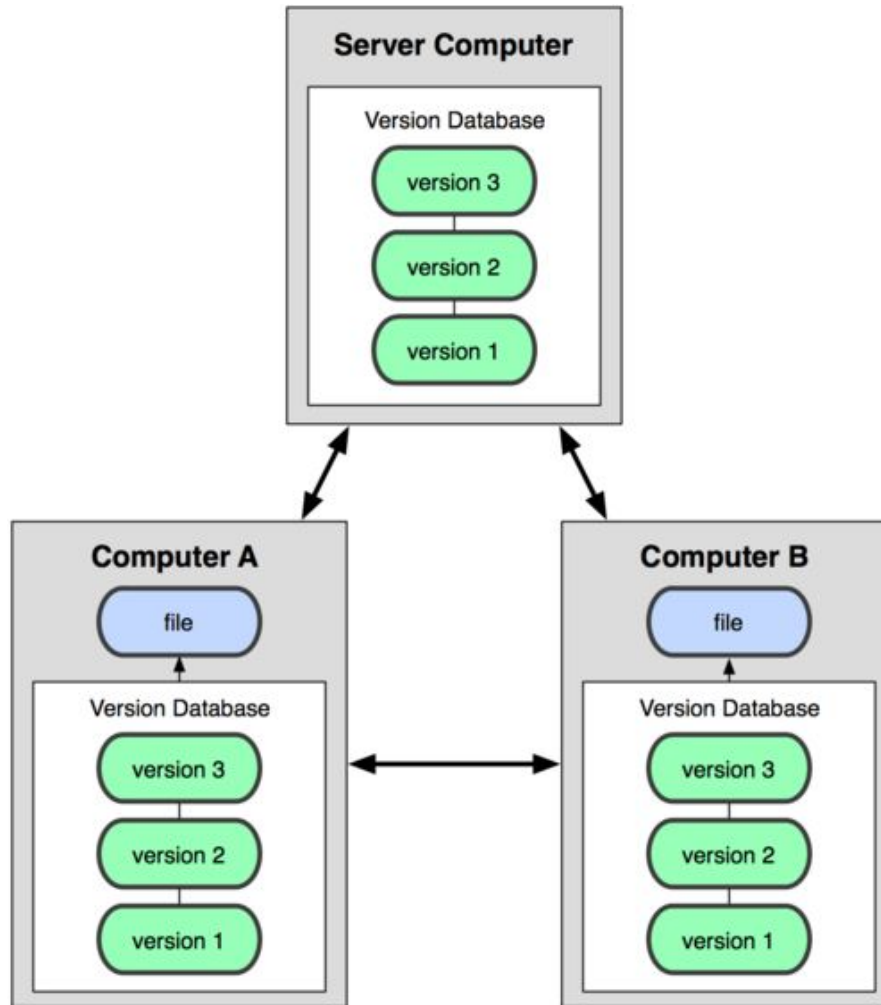 Server Computer
Version Database
version 3
version 2
version 1
Computer A
file
Version Database
version 3
version 2
version 1
Computer B
file
Version Database
version 3
version 2
version 1